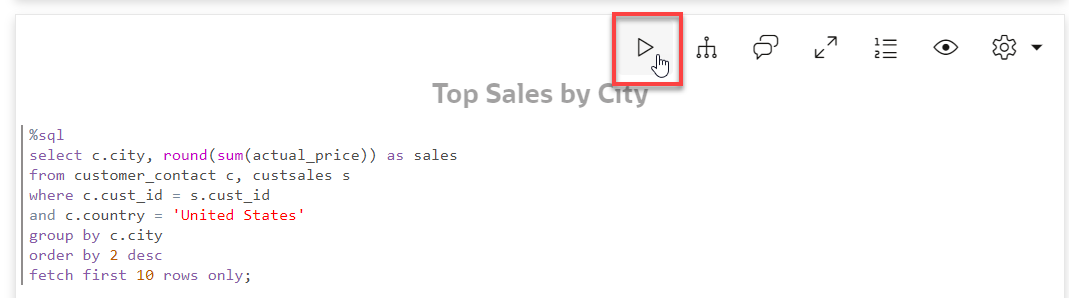 Top Sales by City
%sql
select c.city, round(sum(actual_price)) as sales
from customer_contact c, custsales s
where c.cust_id = s.cust_id
and c.country = 'United States'
group by c.city
order by 2 desc
fetch first 10 rows only;